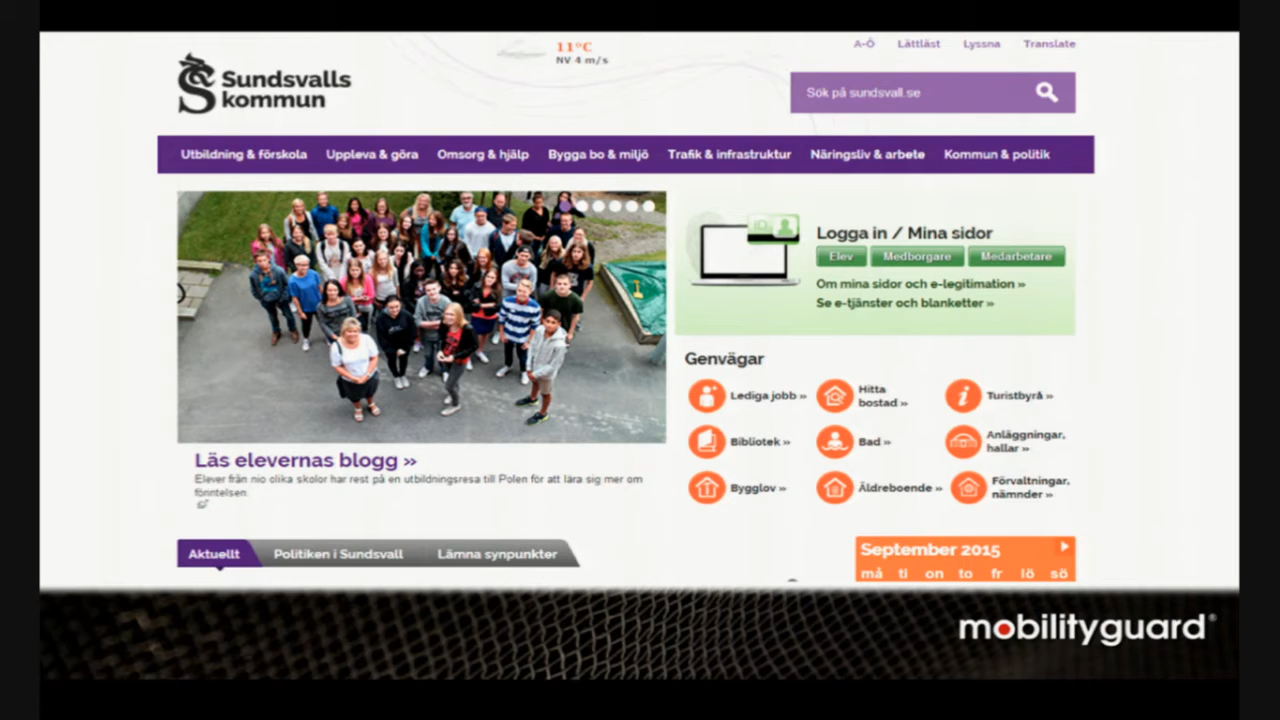 11°C
NV 4 m/s
A-Ö Lättläst Lyssna Translate
Sundsvalls
kommun
Sök på sundsvall.se
Utbildning & förskola Uppleva & göra Omsorg & hjälp Bygga bo & miljö Trafik & infrastruktur Näringsliv & arbete Kommun & politik
Logga in / Mina sidor
Elev Medborgare Medarbetare
Om mina sidor och e-legitimation »
Se e-tjänster och blanketter »
Genvägar
Lediga jobb »
Hitta
bostad »
Turistbyrå »
Bibliotek »
Bad »
Anläggningar,
hallar »
Bygglov »
Äldreboende »
Förvaltningar,
nämnder »
Läs elevernas blogg »
Elever från nio olika skolor har rest på en utbildningsresa till Polen för att lära sig mer om
förintelsen.
Aktuellt Politiken i Sundsvall Lämna synpunkter
September 2015
må ti on to fr lö sö
mobilityguard®